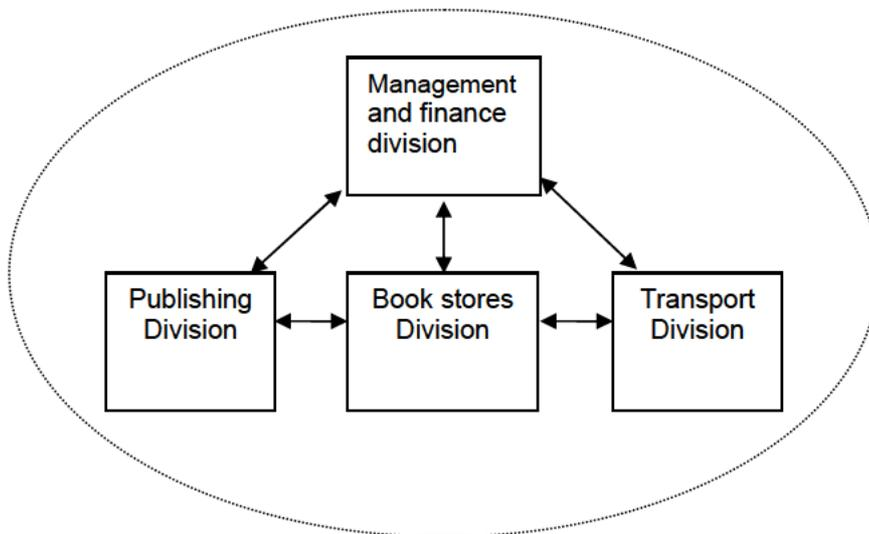 Management
and finance
division
Publishing
Division
Book stores
Division
Transport
Division